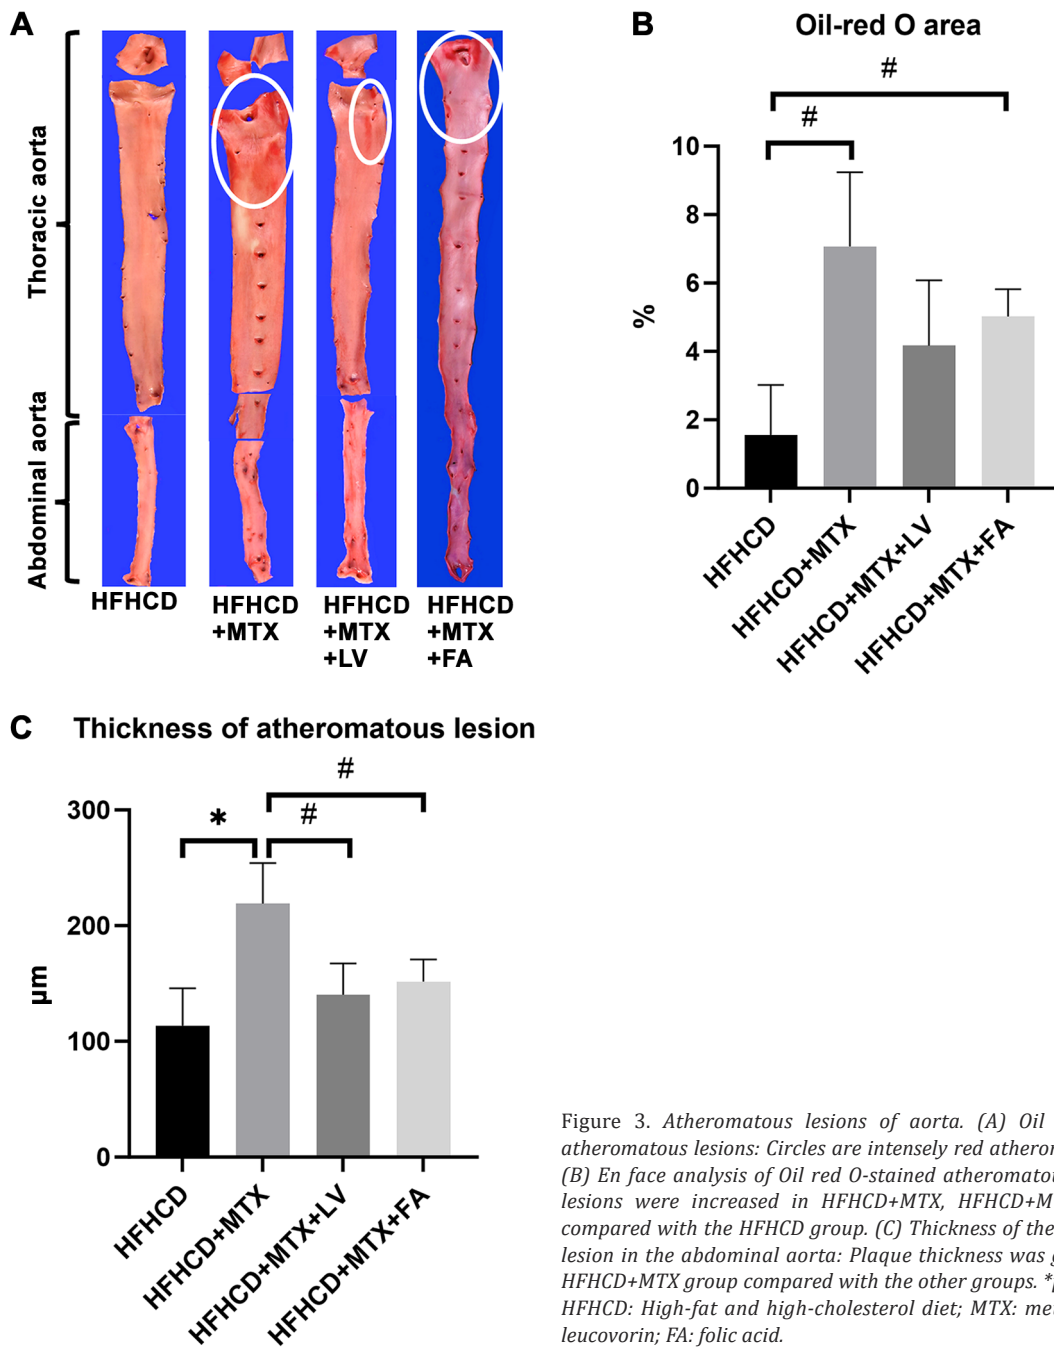 A
Thoracic aorta
Abdominal aorta
HFHCD
HFHCD
+MTX
HFHCD
+MTX
+LV
HFHCD
+MTX
+FA
B
Oil-red O area
#
#
%
10
8
6
4
2
0
HFHCD
HFHCD+MTX
HFHCD+MTX+LV
HFHCD+MTX+FA
C
Thickness of atheromatous lesion
#
#
*
µm
300
200
100
0
HFHCD
HFHCD+MTX
HFHCD+MTX+LV
HFHCD+MTX+FA
Figure 3. Atheromatous lesions of aorta. (A) Oil
atheromatous lesions: Circles are intensely red
(B) En face analysis of Oil red O-stained
lesions were increased in HFHCD+MTX,
compared with the HFHCD group. (C) Thickness of the
lesion in the abdominal aorta: Plaque thickness was
HFHCD+MTX group compared with the other groups.
HFHCD: High-fat and high-cholesterol diet; MTX:
leucovorin; FA: folic acid.